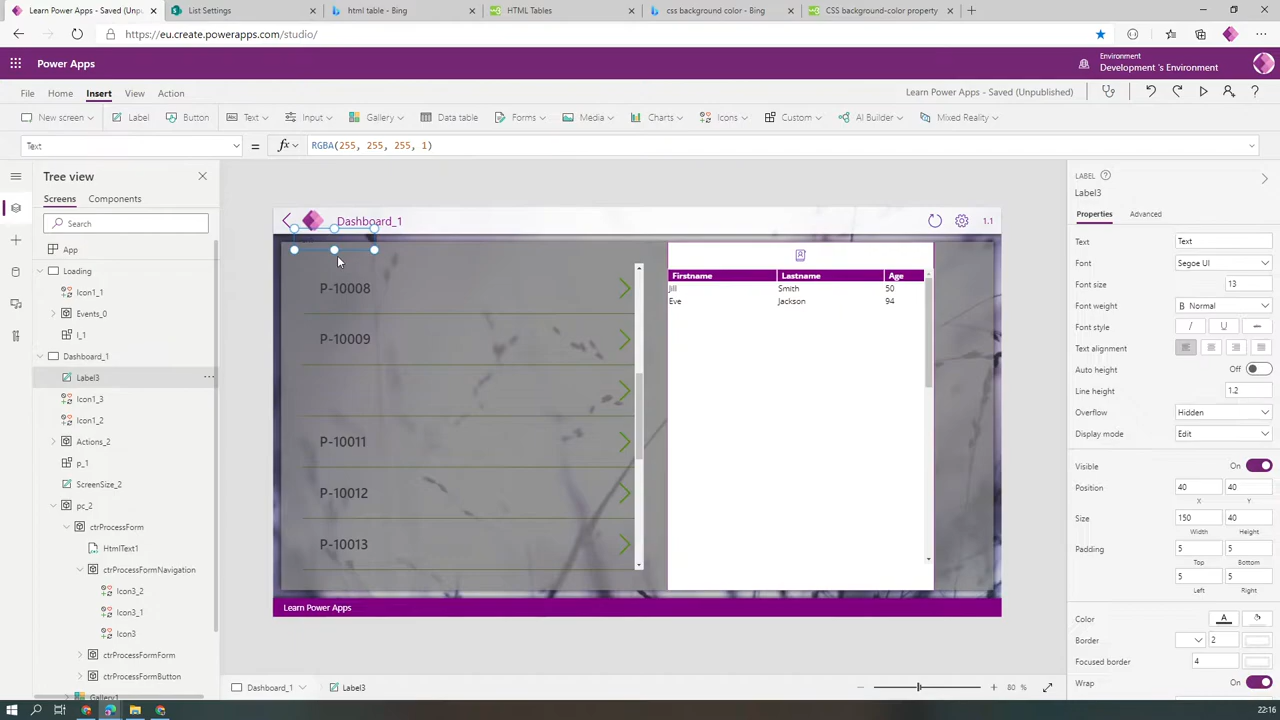 Learn Power Apps - Saved (Unpu
List Settings
html table - Bing
HTML Tables
css background color - Bing
CSS background-color property
https://eu.create.powerapps.com/studio/
Power Apps
Environment
Development 's Environment
File
Home
Insert
View
Action
Learn Power Apps - Saved (Unpublished)
New screen
Label
Button
Text
Input
Gallery
Data table
Forms
Media
Charts
Icons
Custom
AI Builder
Mixed Reality
Text
=
fx
RGBA(255, 255, 255, 1)
Tree view
Screens
Components
Search
App
Loading
Icon1_1
Events_0
l_1
Dashboard_1
Label3
Icon1_3
Icon1_2
Actions_2
p_1
ScreenSize_2
pc_2
ctrProcessForm
HtmlText1
ctrProcessFormNavigation
Icon3_2
Icon3_1
Icon3
ctrProcessFormForm
ctrProcessFormButton
Gallery1
Dashboard_1
1.1
P-10008
P-10009
P-10011
P-10012
P-10013
Firstname Lastname Age
Jill Smith 50
Eve Jackson 94
Learn Power Apps
Dashboard_1
Label3
80 %
LABEL
Label3
Properties
Advanced
Text
Text
Font
Segoe UI
Font size
13
Font weight
B Normal
Font style
Text alignment
Auto height
Off
Line height
1.2
Overflow
Hidden
Display mode
Edit
Visible
On
Position
40
40
X
Y
Size
150
40
Width
Height
Padding
5
5
Top
Bottom
5
5
Left
Right
Color
A
Border
2
Focused border
4
Wrap
On
22:16